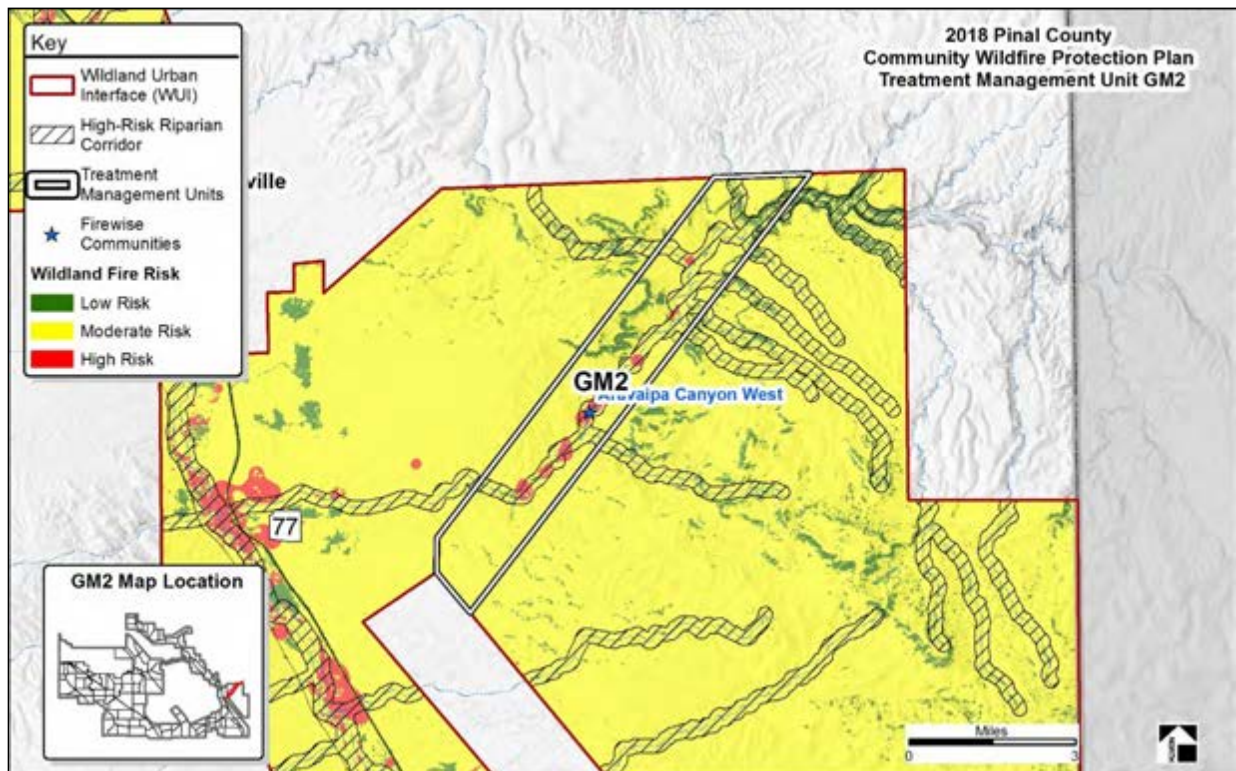 Key
Wildland Urban
Interface (WUI)
High-Risk Riparian
Corridor
Treatment
Management Units
Firewise
Communities
Wildland Fire Risk
Low Risk
Moderate Risk
High Risk
ville
2018 Pinal County
Community Wildfire Protection Plan
Treatment Management Unit GM2
GM2
Aravaipa Canyon West
77
GM2 Map Location
Miles
0 3